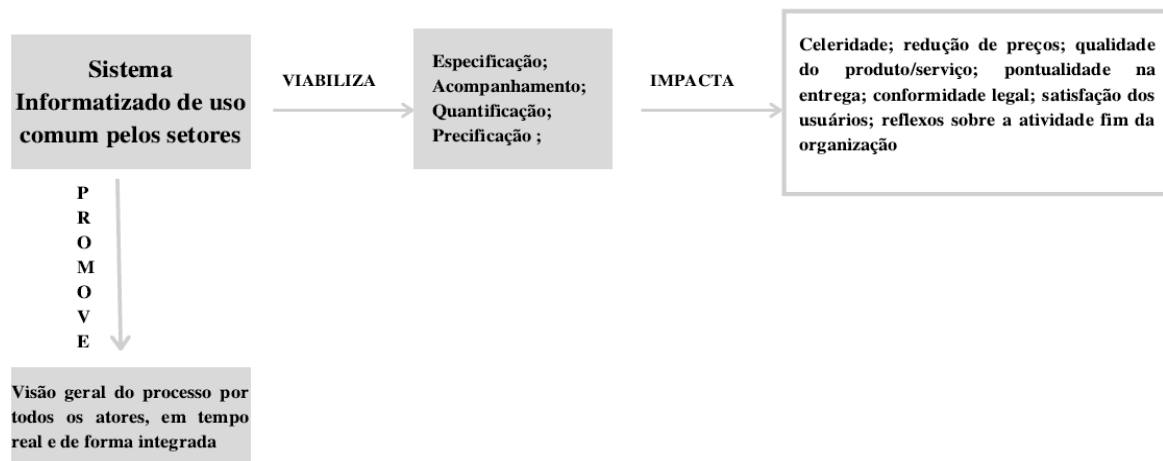 Sistema
Informatizado de uso
comum pelos setores
VIABILIZA
Especificação;
Acompanhamento;
Quantificação;
Precificação ;
IMPACTA
Celeridade; redução de preços; qualidade
do produto/serviço; pontualidade na
entrega; conformidade legal; satisfação dos
usuários; reflexos sobre a atividade fim da
organização
P
R
O
M
O
V
E
Visão geral do processo por
todos os atores, em tempo
real e de forma integrada